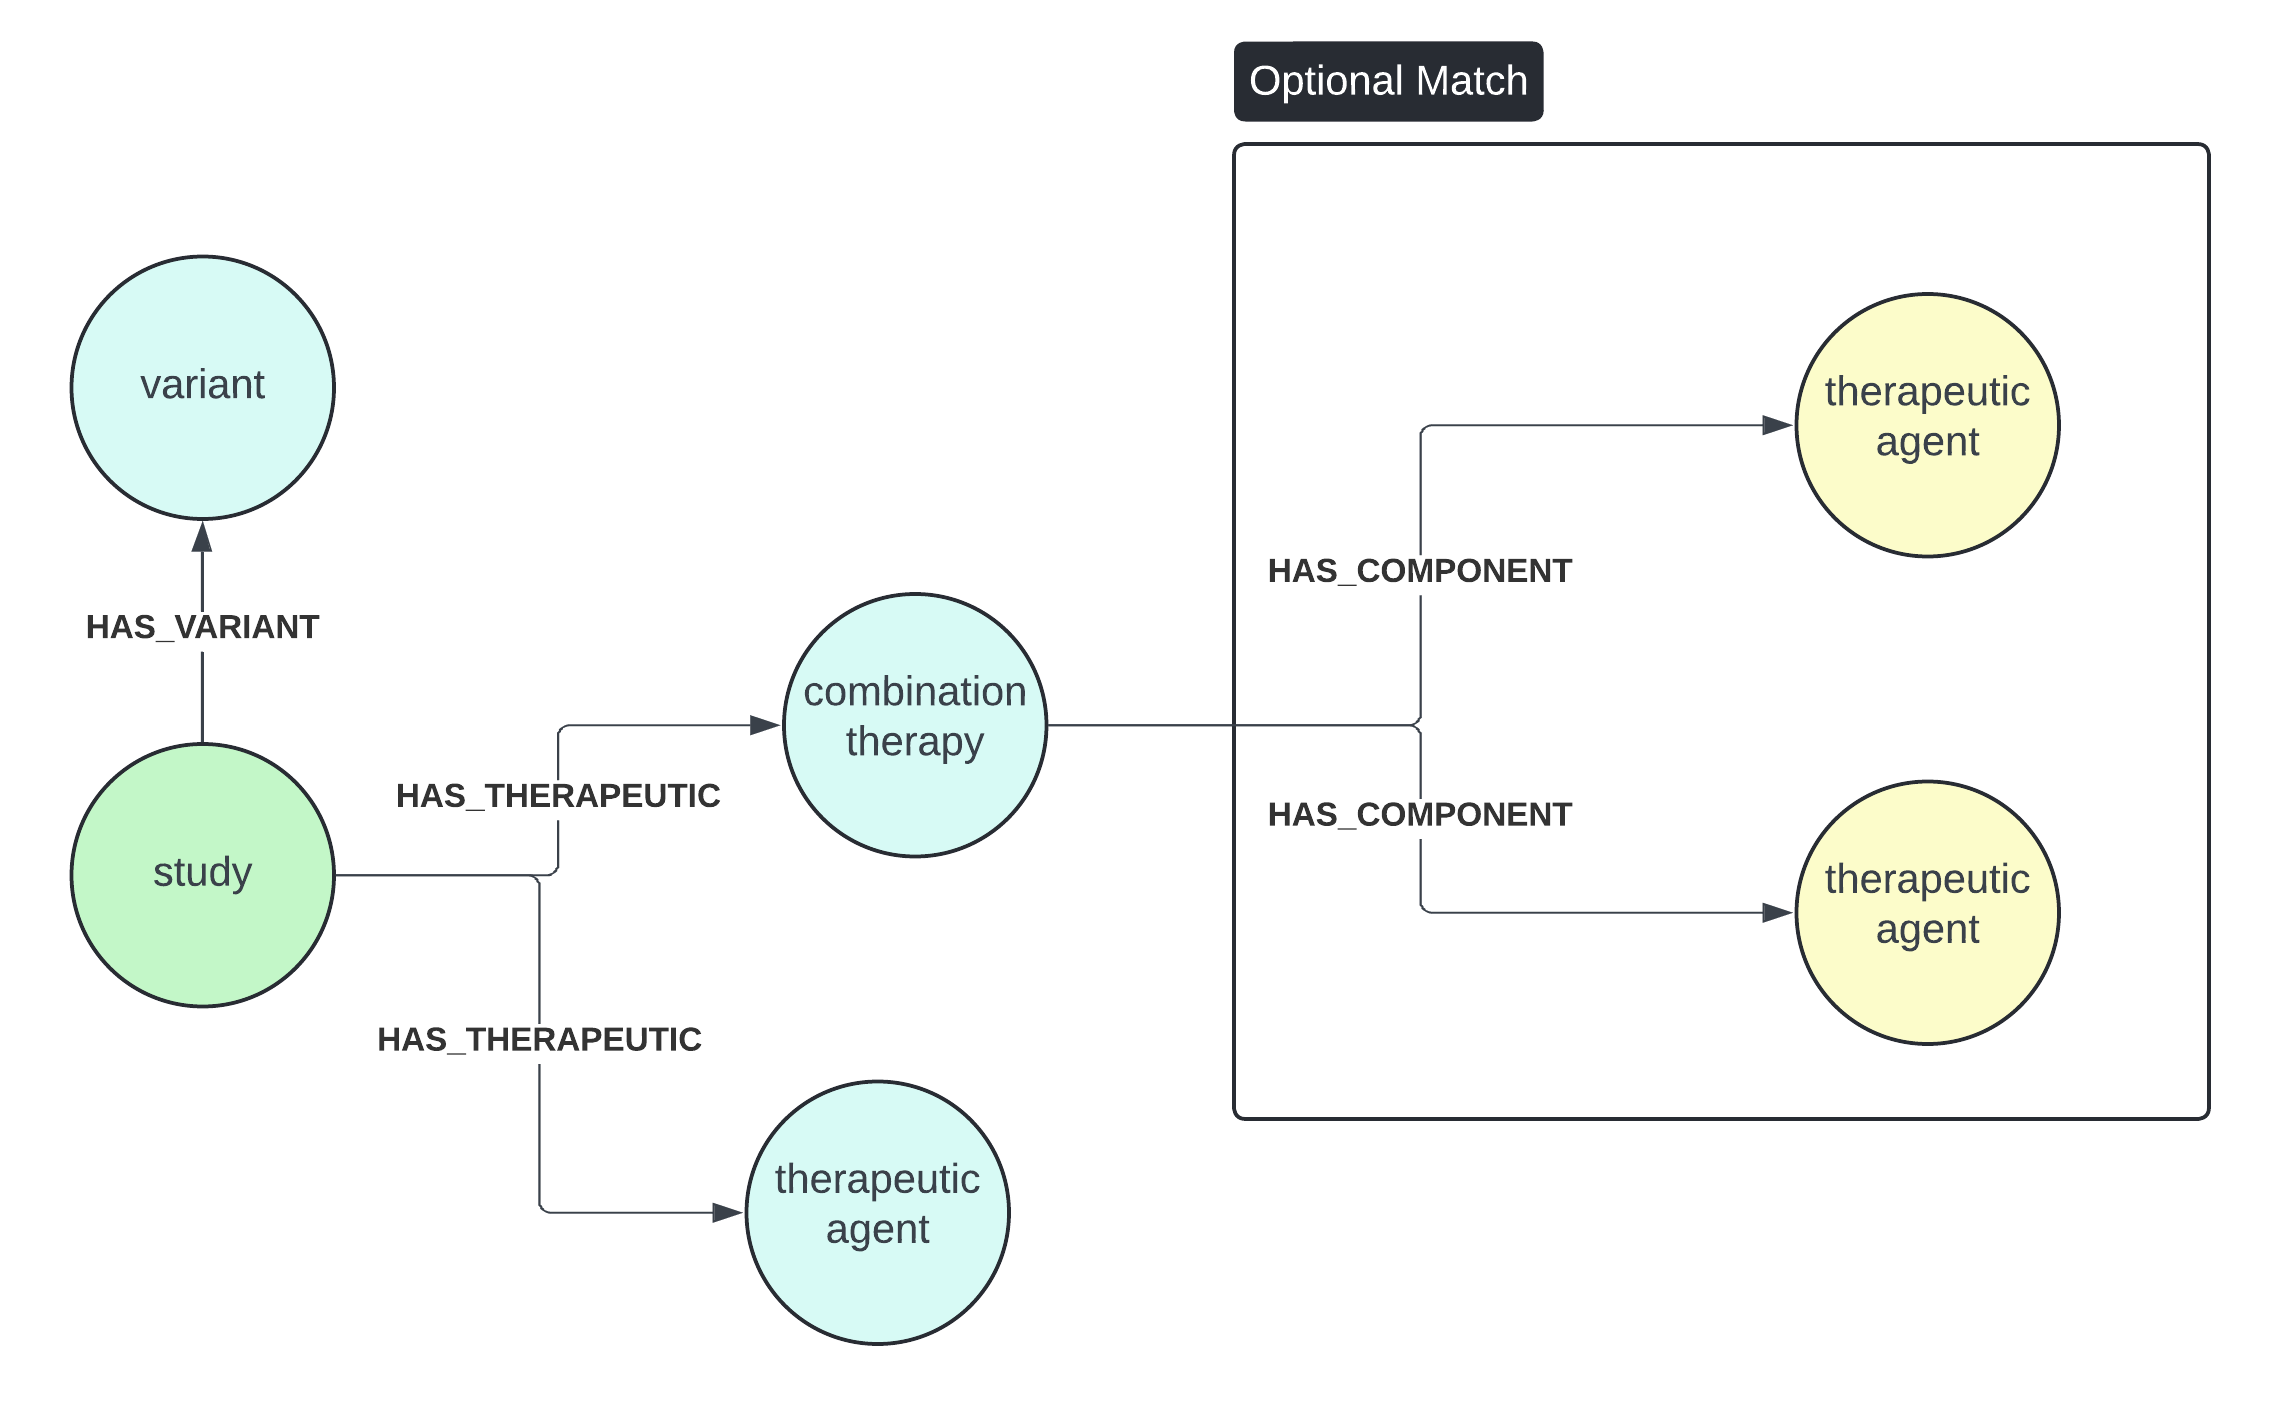 Optional Match
variant
therapeutic
agent
HAS_COMPONENT
HAS_VARIANT
combination
therapy
HAS_THERAPEUTIC
HAS_COMPONENT
study
therapeutic
agent
HAS_THERAPEUTIC
therapeutic
agent